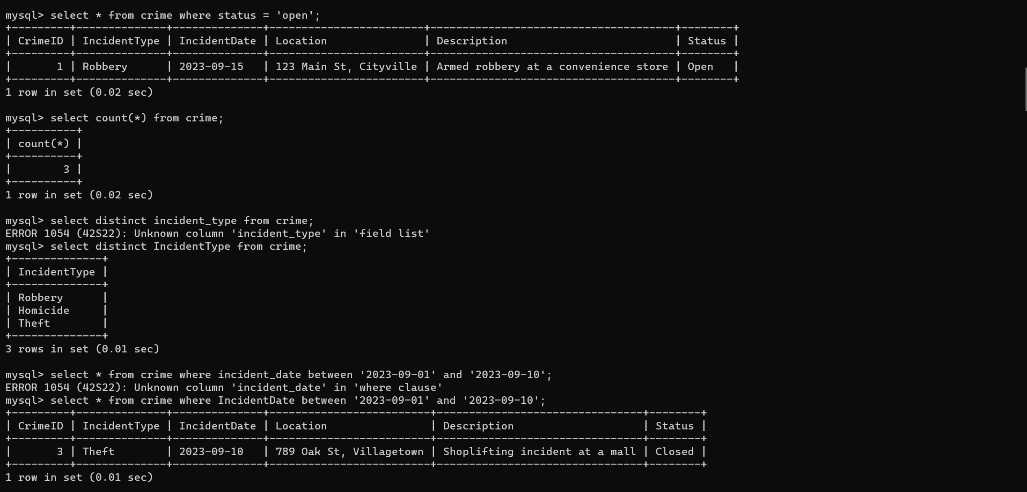 mysql> select * from crime where status = 'open';
+---------+--------------+--------------+----------------------+---------------------------------------+--------+
| CrimeID | IncidentType | IncidentDate | Location             | Description                           | Status |
+---------+--------------+--------------+----------------------+---------------------------------------+--------+
|       1 | Robbery      | 2023-09-15   | 123 Main St, Cityville | Armed robbery at a convenience store | Open   |
+---------+--------------+--------------+----------------------+---------------------------------------+--------+
1 row in set (0.02 sec)
mysql> select count(*) from crime;
+----------+
| count(*) |
+----------+
|        3 |
+----------+
1 row in set (0.02 sec)
mysql> select distinct incident_type from crime;
ERROR 1054 (42S22): Unknown column 'incident_type' in 'field list'
mysql> select distinct IncidentType from crime;
+--------------+
| IncidentType |
+--------------+
| Robbery      |
| Homicide     |
| Theft        |
+--------------+
3 rows in set (0.01 sec)
mysql> select * from crime where incident_date between '2023-09-01' and '2023-09-10';
ERROR 1054 (42S22): Unknown column 'incident_date' in 'where clause'
mysql> select * from crime where IncidentDate between '2023-09-01' and '2023-09-10';
+---------+--------------+--------------+-------------------------+--------------------------------+--------+
| CrimeID | IncidentType | IncidentDate | Location                | Description                    | Status |
+---------+--------------+--------------+-------------------------+--------------------------------+--------+
|       3 | Theft        | 2023-09-10   | 789 Oak St, Villagetown | Shoplifting incident at a mall | Closed |
+---------+--------------+--------------+-------------------------+--------------------------------+--------+
1 row in set (0.01 sec)